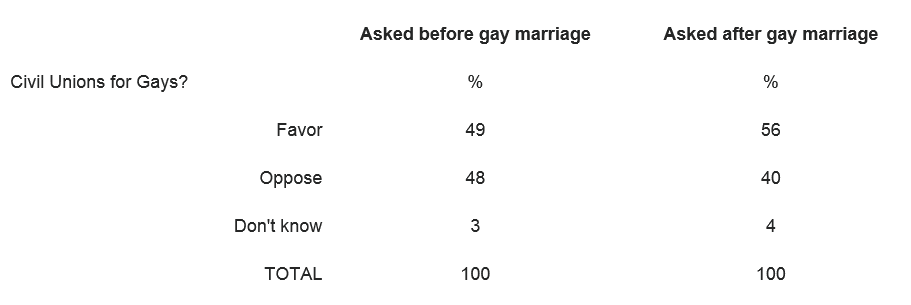 Asked before gay marriage Asked after gay marriage
Civil Unions for Gays? % %
Favor 49 56
Oppose 48 40
Don't know 3 4
TOTAL 100 100